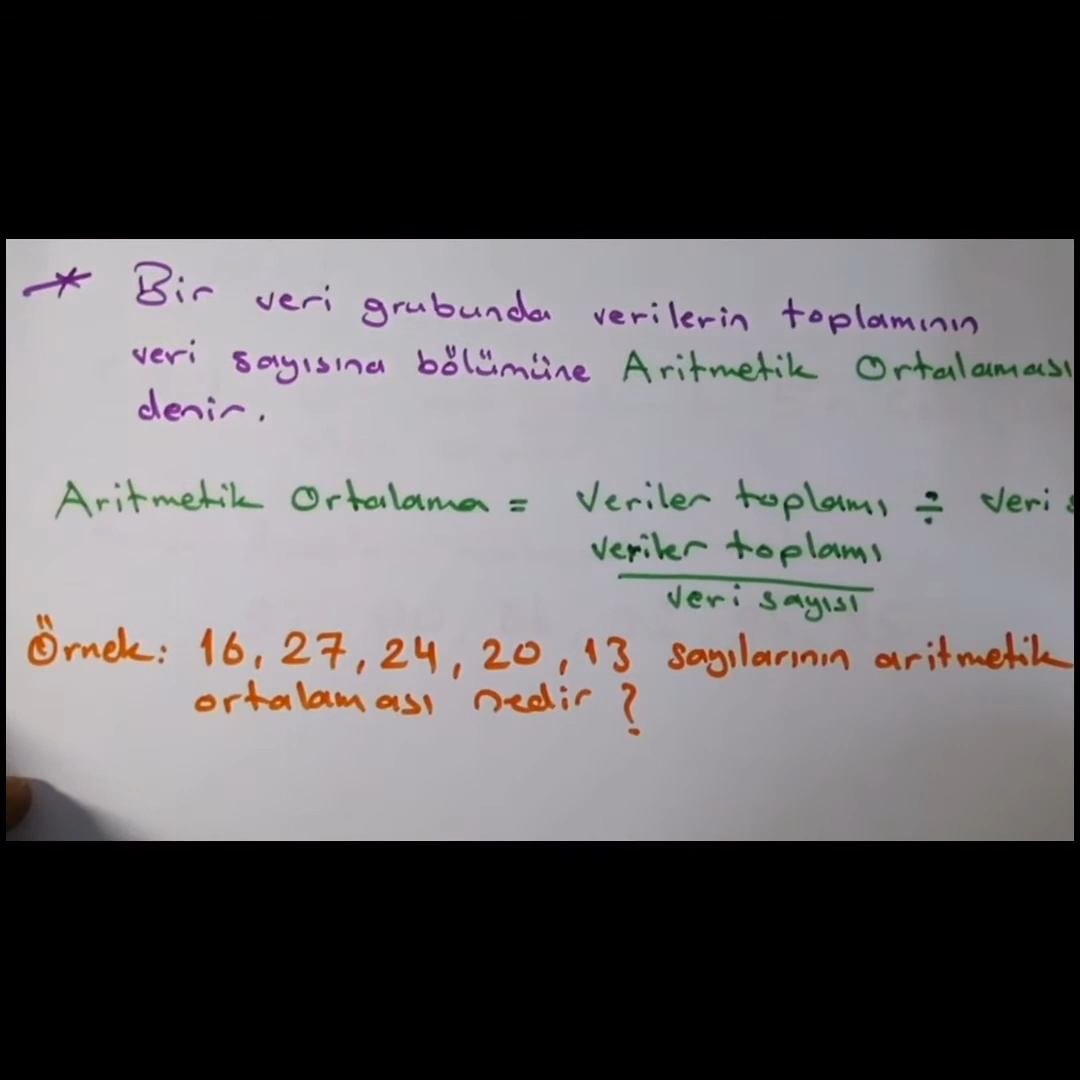 * Bir veri grubunda verilerin toplamının
veri sayısına bölümüne Aritmetik Ortalaması
denir.
Aritmetik Ortalama = Veriler toplamı ÷ Veri
veriler toplamı
veri sayısı
Örnek: 16, 27, 24, 20, 13 sayılarının aritmetik
ortalaması nedir?